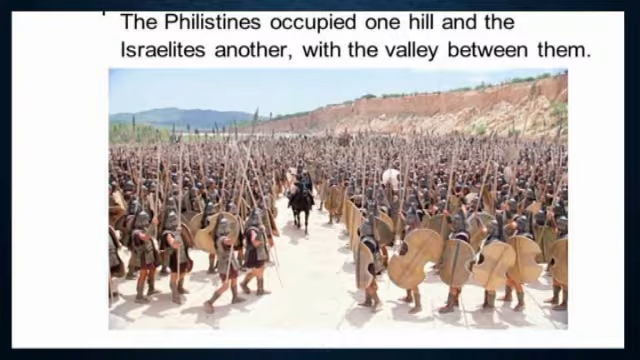 The Philistines occupied one hill and the
Israelites another, with the valley between them.